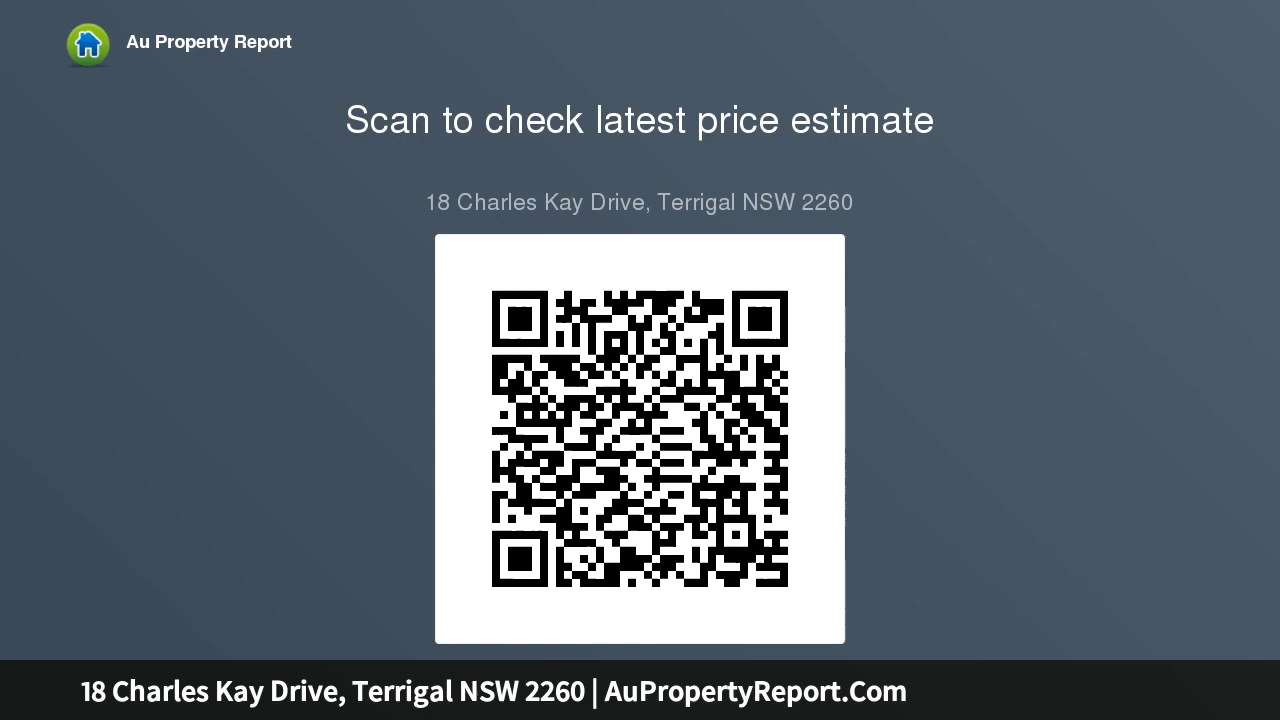 Au Property Report
Scan to check latest price estimate
18 Charles Kay Drive, Terrigal NSW 2260
18 Charles Kay Drive, Terrigal NSW 2260 | AuPropertyReport.Com